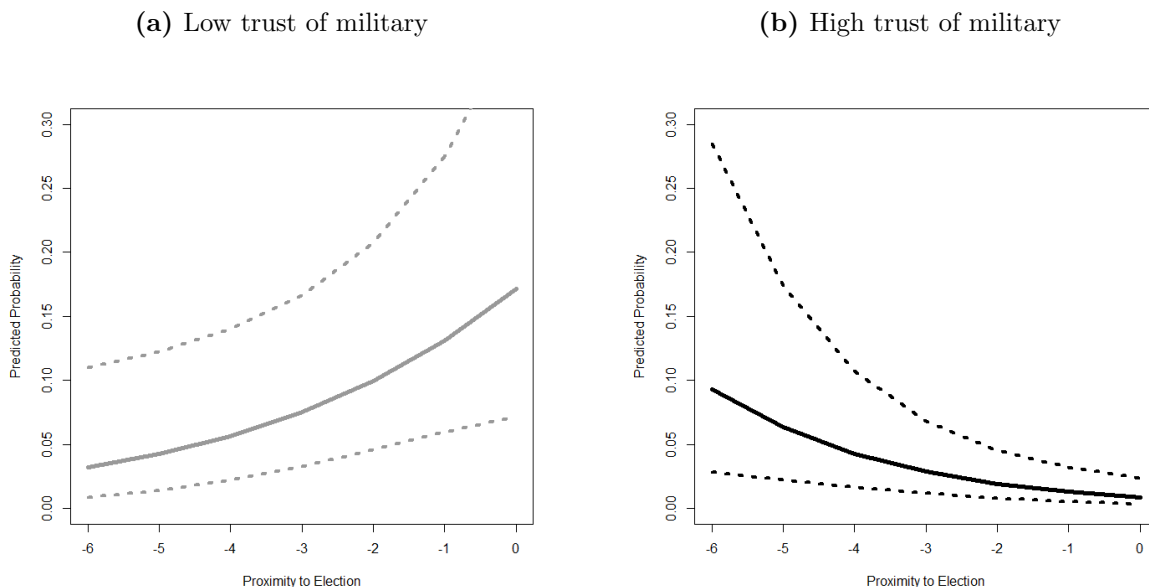 (a) Low trust of military
(b) High trust of military
0.30
0.25
0.20
0.15
0.10
0.05
0.00
Predicted Probability
-6 -5 -4 -3 -2 -1 0
Proximity to Election
0.30
0.25
0.20
0.15
0.10
0.05
0.00
Predicted Probability
-6 -5 -4 -3 -2 -1 0
Proximity to Election